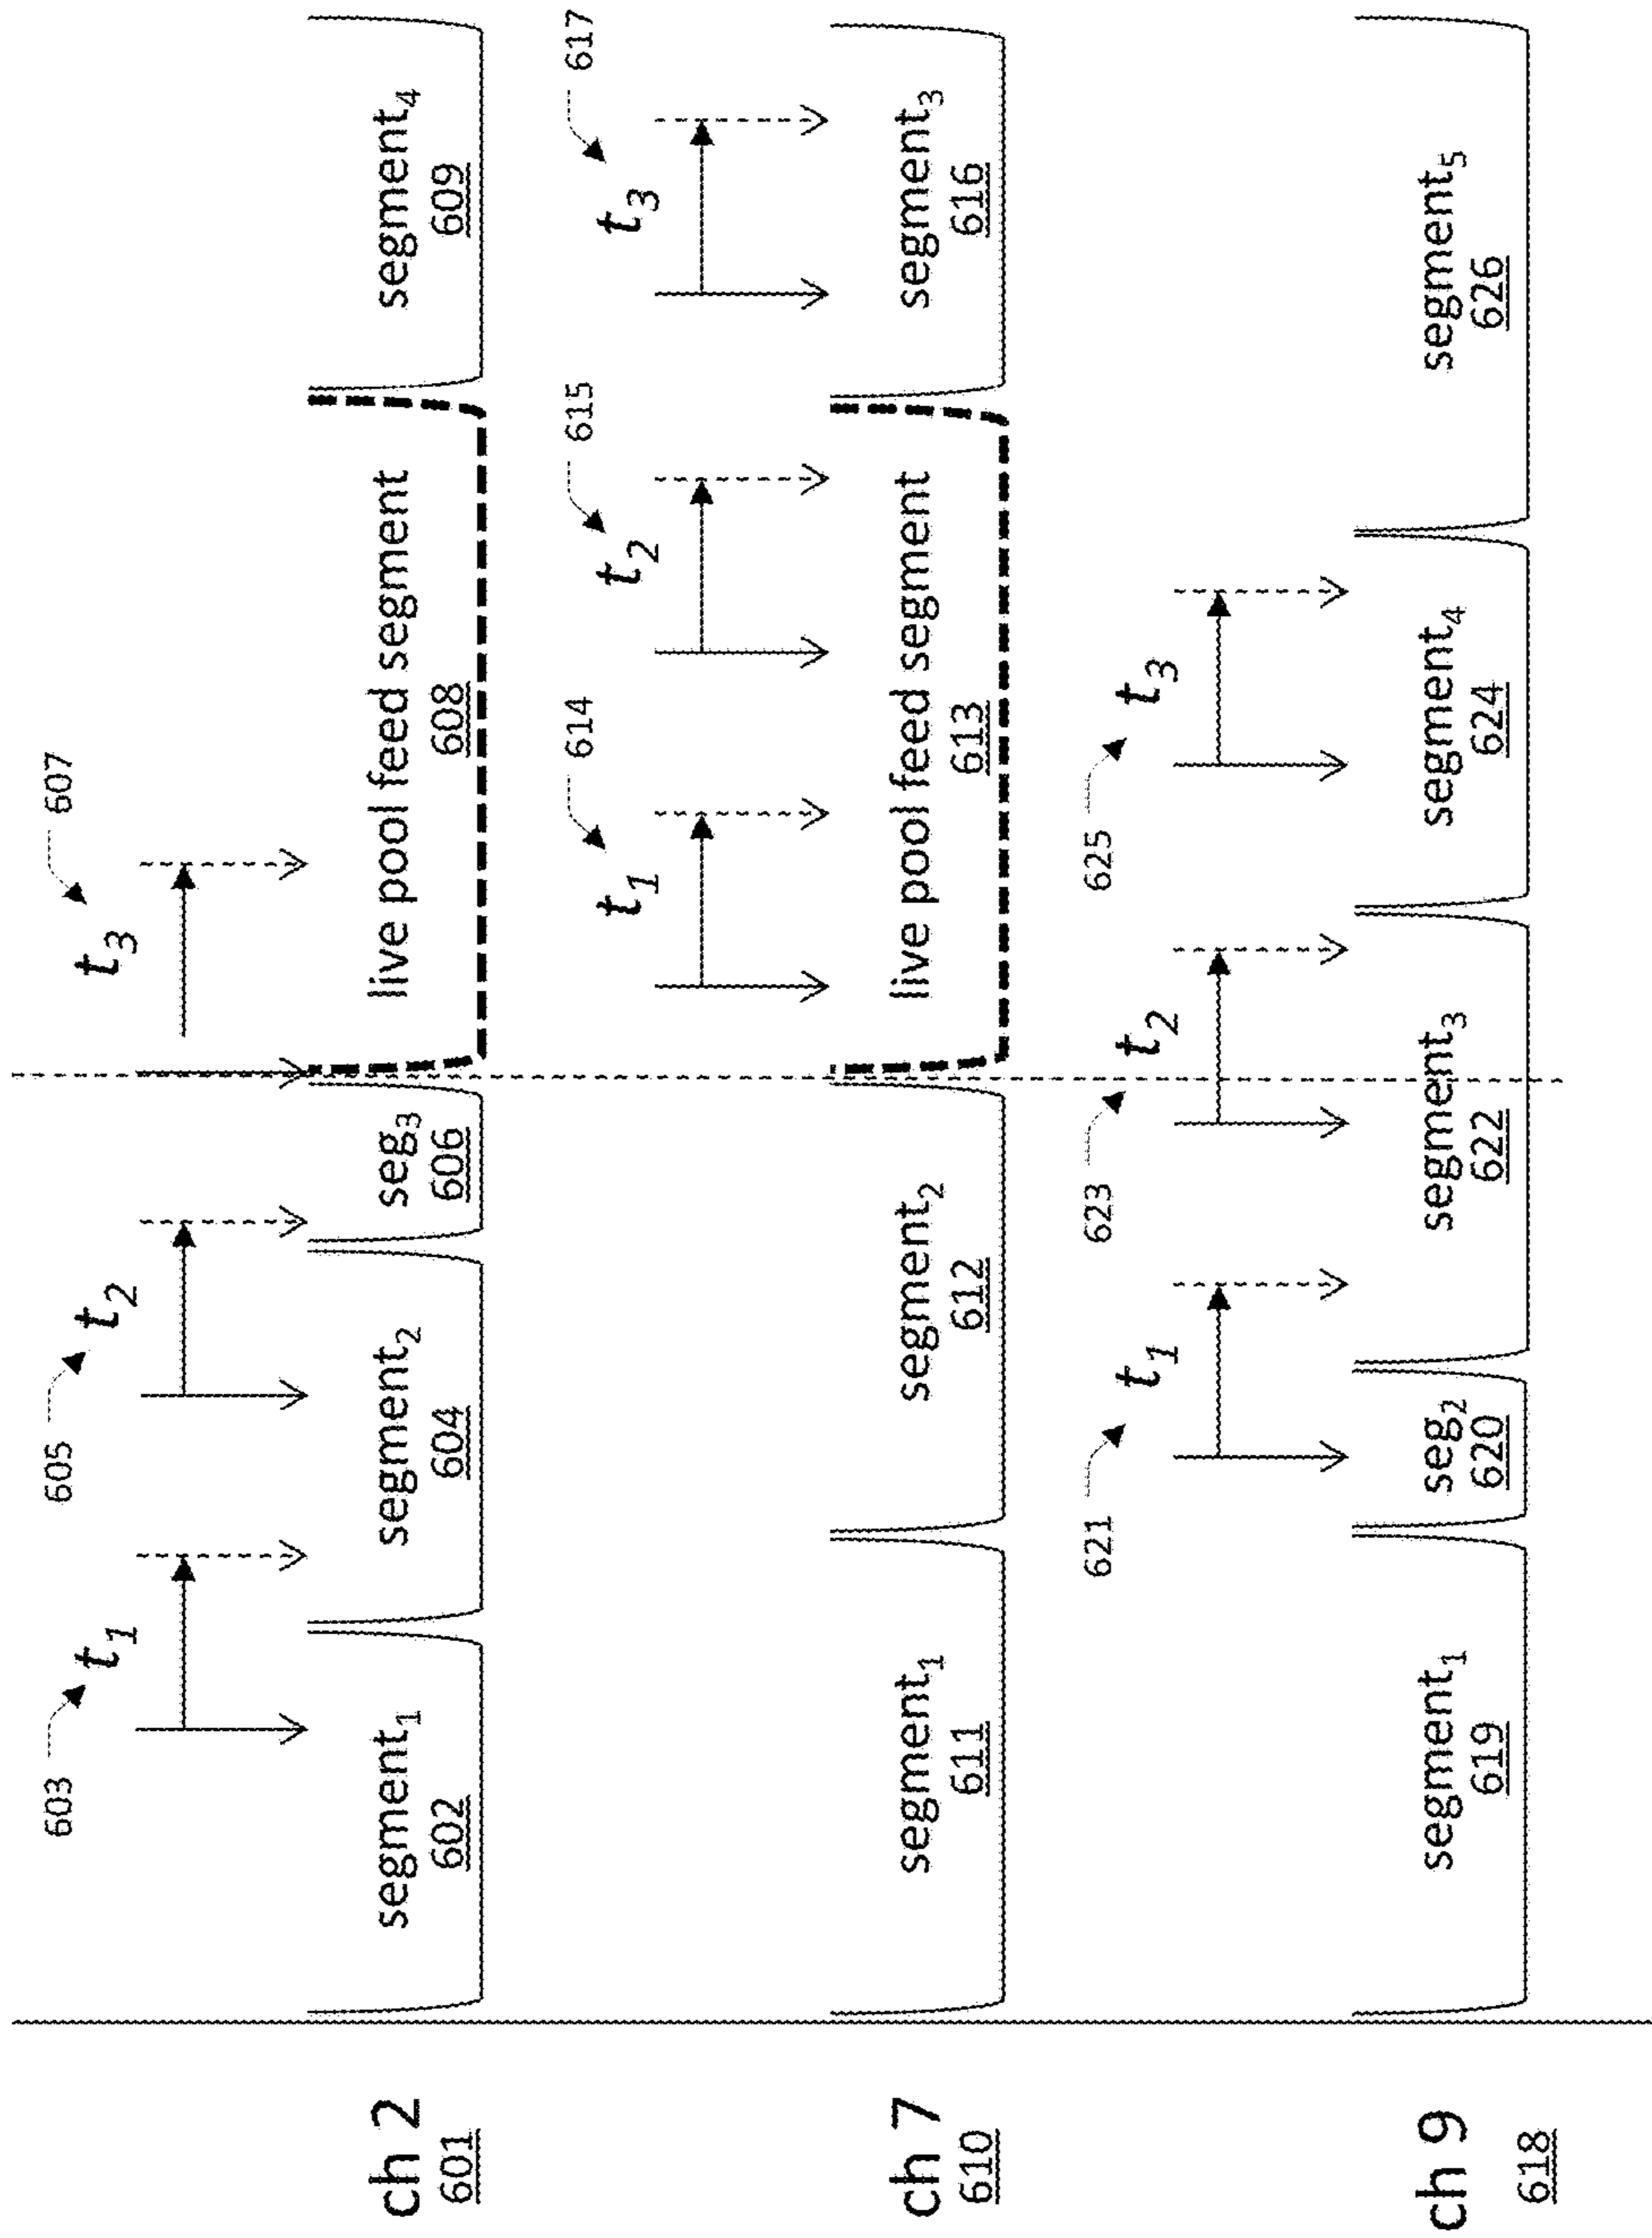 603
605
607
t₁
t₂
t₃
ch 2
601
segment₁
602
segment₂
604
seg₃
606
live pool feed segment
608
segment₄
609
614
615
617
t₁
t₂
t₃
ch 7
610
segment₁
611
segment₂
612
live pool feed segment
613
segment₃
616
621
623
625
t₁
t₂
t₃
ch 9
618
segment₁
619
seg₂
620
segment₃
622
segment₄
624
segment₅
626